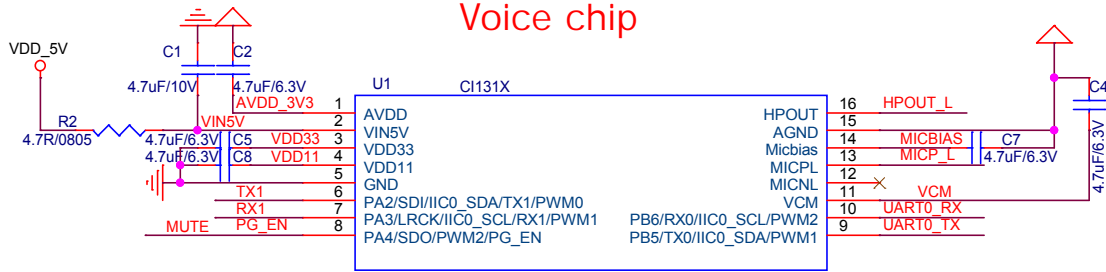 Voice chip
VDD_5V
C1
C2
4.7uF/10V
4.7uF/6.3V
R2
4.7R/0805
C4
4.7uF/6.3V
C7
4.7uF/6.3V
U1
CI131X
AVDD_3V3 1 AVDD
VIN5V 2 VIN5V
4.7uF/6.3V C5 VDD33 3 VDD33
4.7uF/6.3V C8 VDD11 4 VDD11
5 GND
TX1 6 PA2/SDI/IIC0_SDA/TX1/PWM0
RX1 7 PA3/LRCK/IIC0_SCL/RX1/PWM1
MUTE PG_EN 8 PA4/SDO/PWM2/PG_EN
HPOUT 16 HPOUT_L
AGND 15
Micbias 14 MICBIAS
MICPL 13 MICP_L
MICNL 12
VCM 11 VCM
PB6/RX0/IIC0_SCL/PWM2 10 UART0_RX
PB5/TX0/IIC0_SDA/PWM1 9 UART0_TX